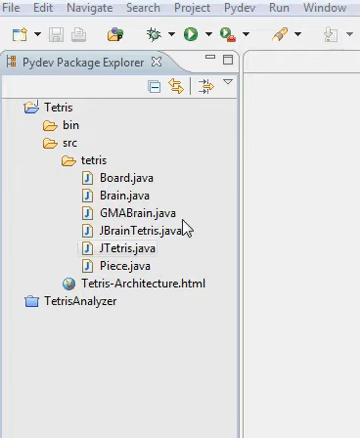 File Edit Navigate Search Project Pydev Run Window
Pydev Package Explorer
Tetris
bin
src
tetris
Board.java
Brain.java
GMABrain.java
JBrainTetris.java
JTetris.java
Piece.java
Tetris-Architecture.html
TetrisAnalyzer